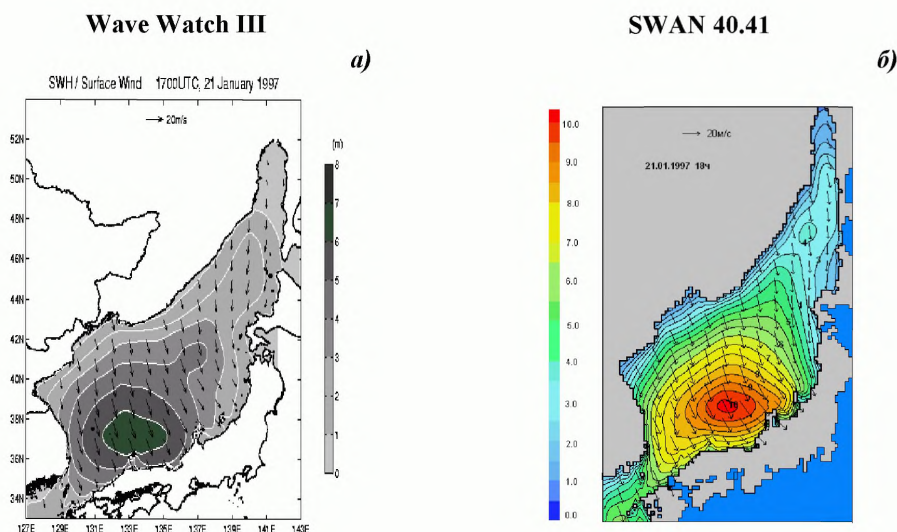 Wave Watch III
SWAN 40.41
а)
б)
SWH / Surface Wind 1700UTC, 21 January 1997
20m/s
(m)
52N
50N
48N
46N
44N
42N
40N
38N
36N
34N
127E 129E 131E 133E 135E 137E 139E 141E 143E
8
7
6
5
4
3
2
1
0
10.0
9.0
8.0
7.0
6.0
5.0
4.0
3.0
2.0
1.0
0.0
20м/с
21.01.1997 18ч